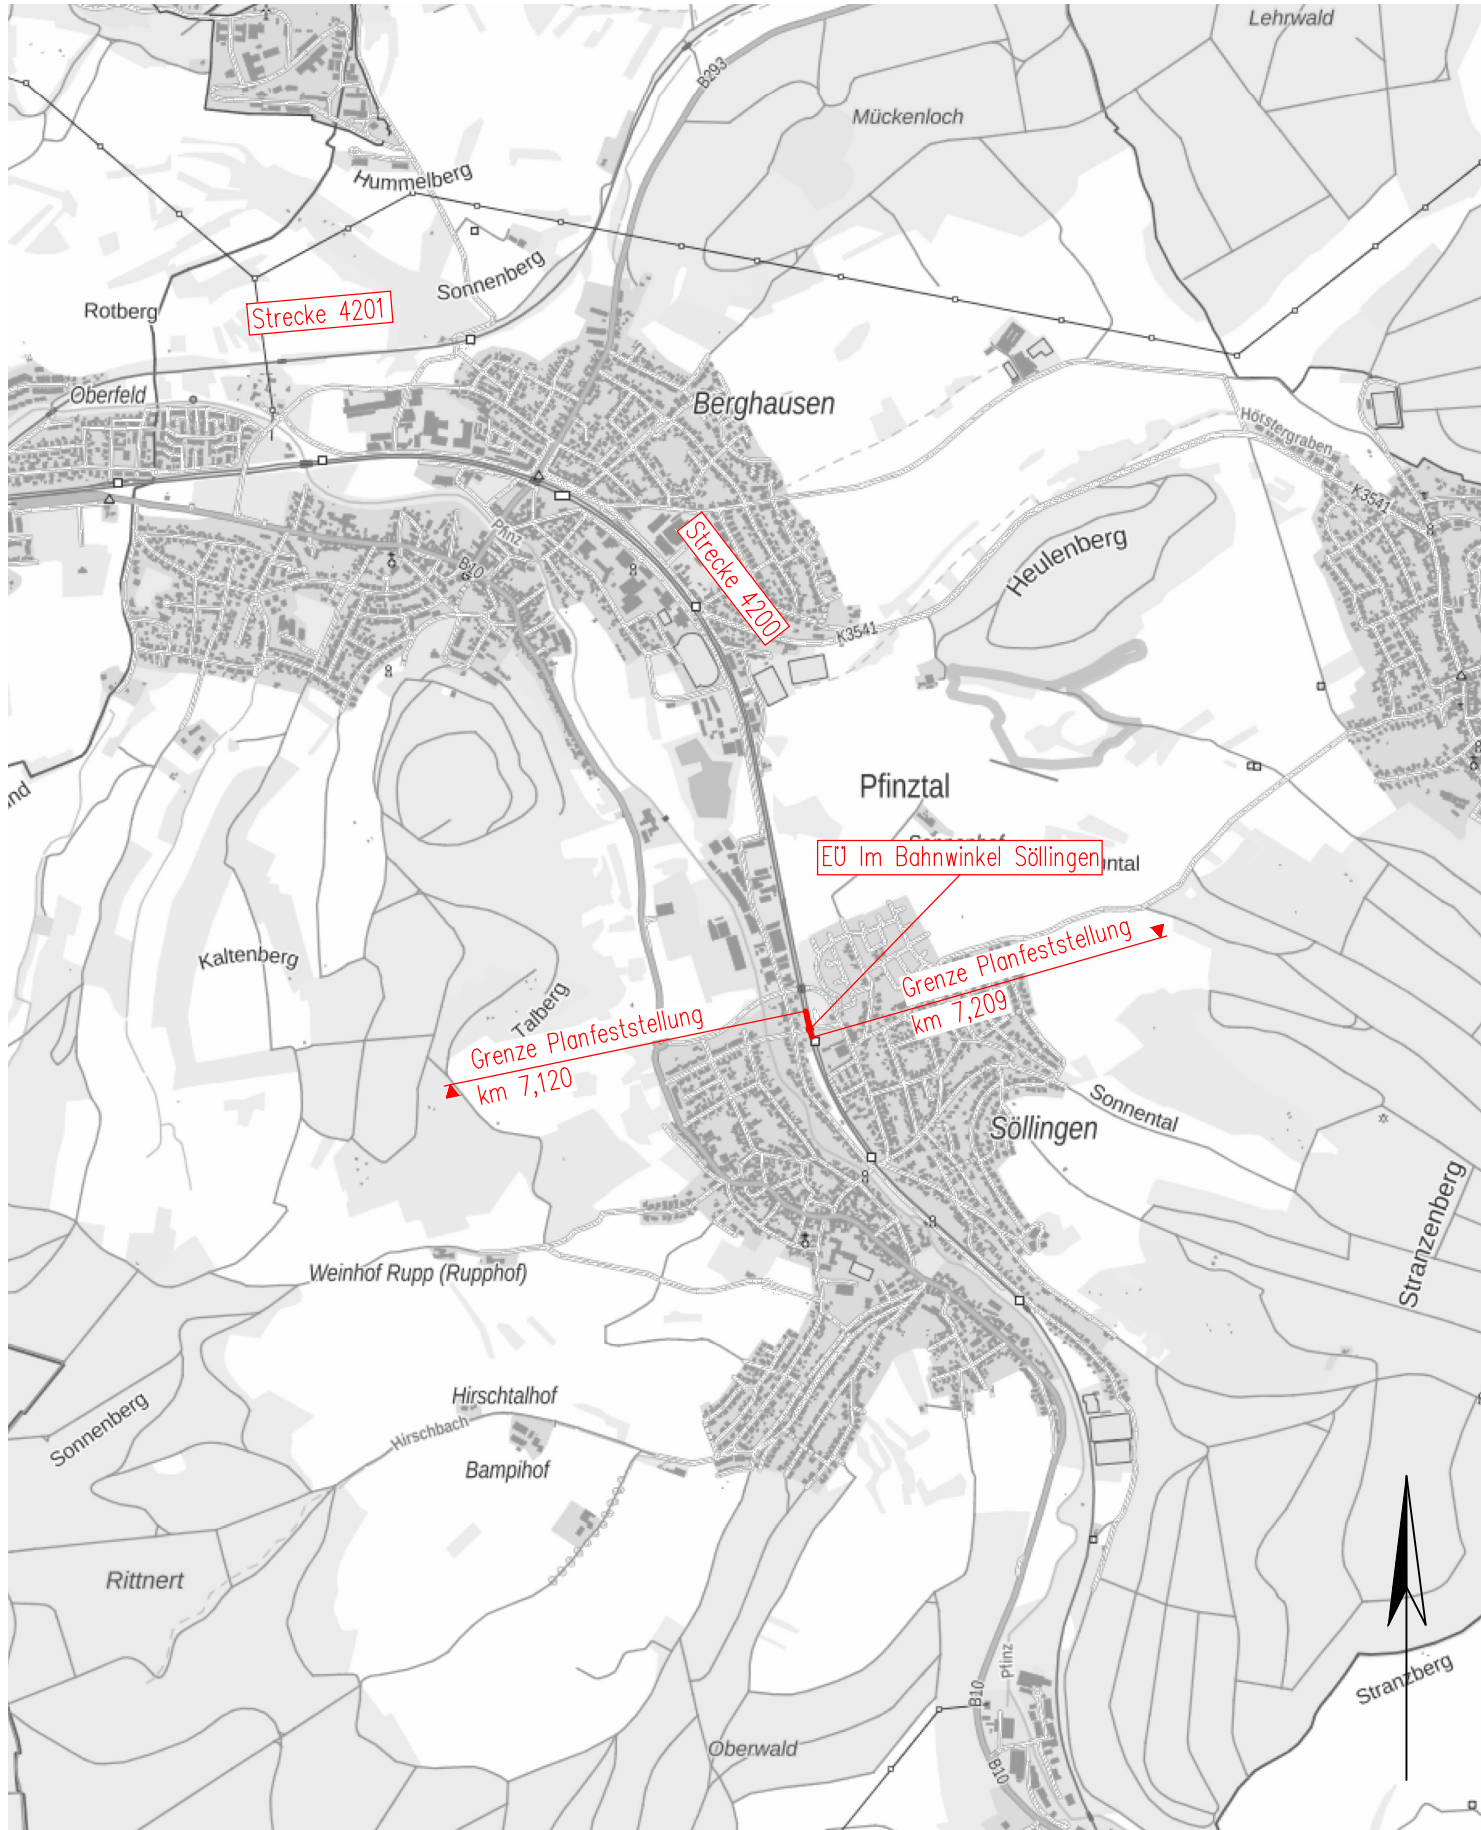 Lehrwald
B293
Mückenloch
Hummelberg
Sonnenberg
Rotberg
Strecke 4201
Oberfeld
Berghausen
Hörstergraben
K3541
Strecke 4200
Pfinz
B10
Heulenberg
K3541
Pfinztal
EÜ Im Bahnwinkel Söllingen
Kaltenberg
Talberg
Grenze Planfeststellung
km 7,209
Grenze Planfeststellung
km 7,120
Sonnental
Söllingen
Stranzenberg
Weinhof Rupp (Rupphof)
Hirschtalhof
Sonnenberg
Hirschbach
Bampihof
Rittnert
Pfinz
B10
Stranzberg
Oberwald
B10